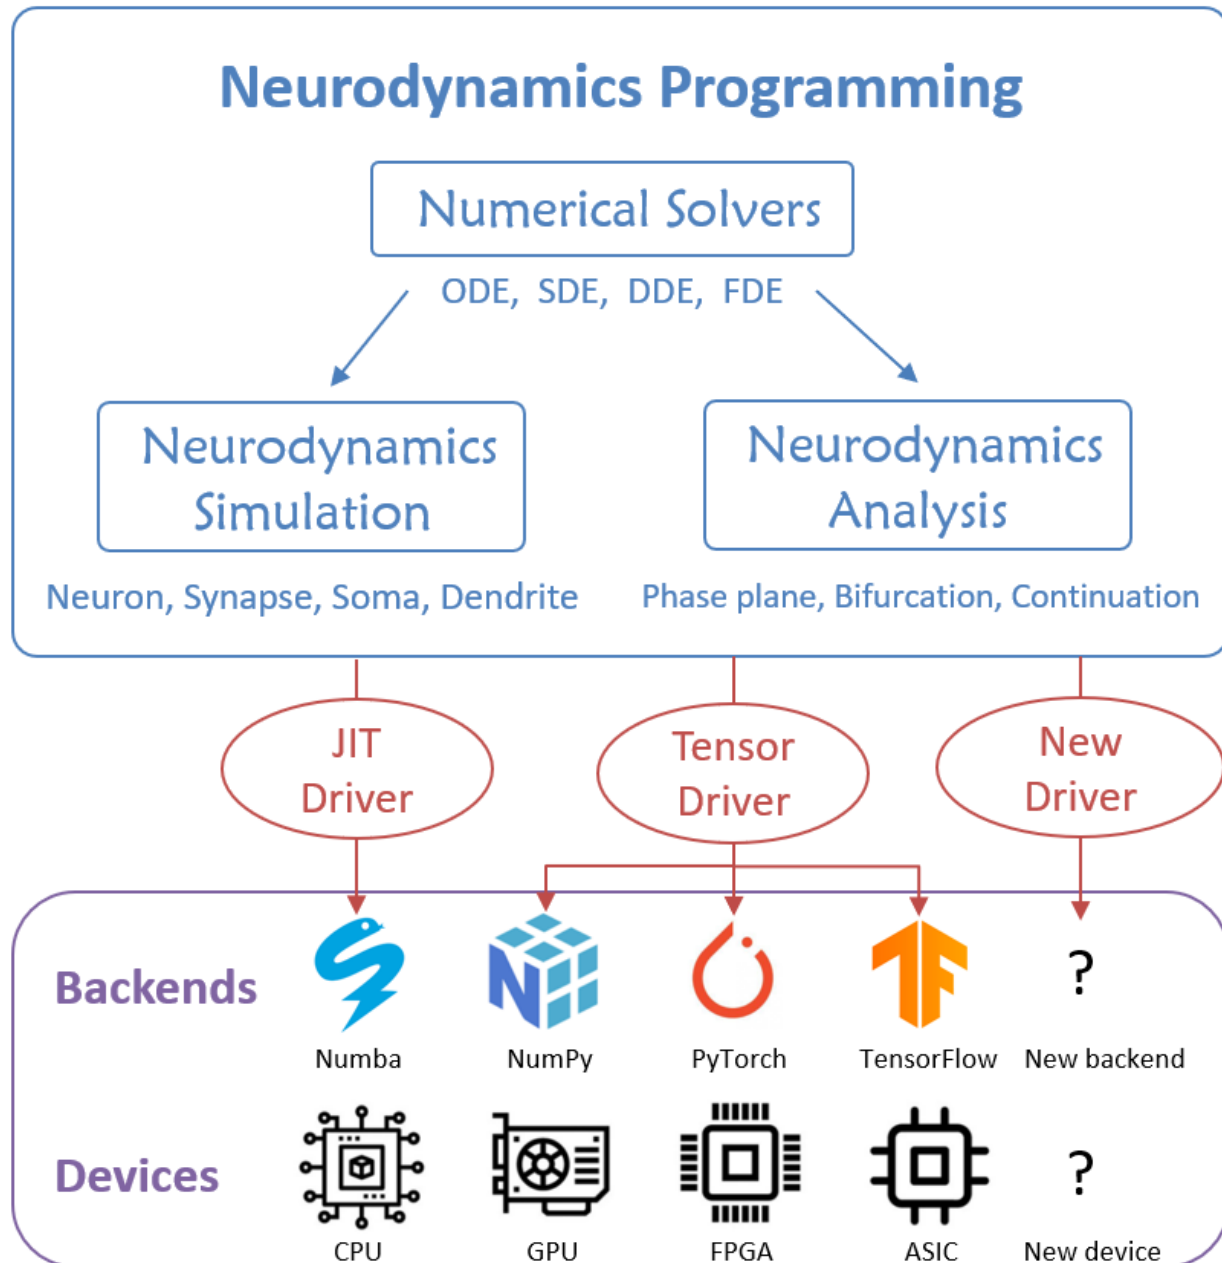 Neurodynamics Programming
Numerical Solvers
ODE, SDE, DDE, FDE
Neurodynamics
Simulation
Neurodynamics
Analysis
Neuron, Synapse, Soma, Dendrite
Phase plane, Bifurcation, Continuation
JIT
Driver
Tensor
Driver
New
Driver
Backends
?
Numba
NumPy
PyTorch
TensorFlow
New backend
Devices
?
CPU
GPU
FPGA
ASIC
New device